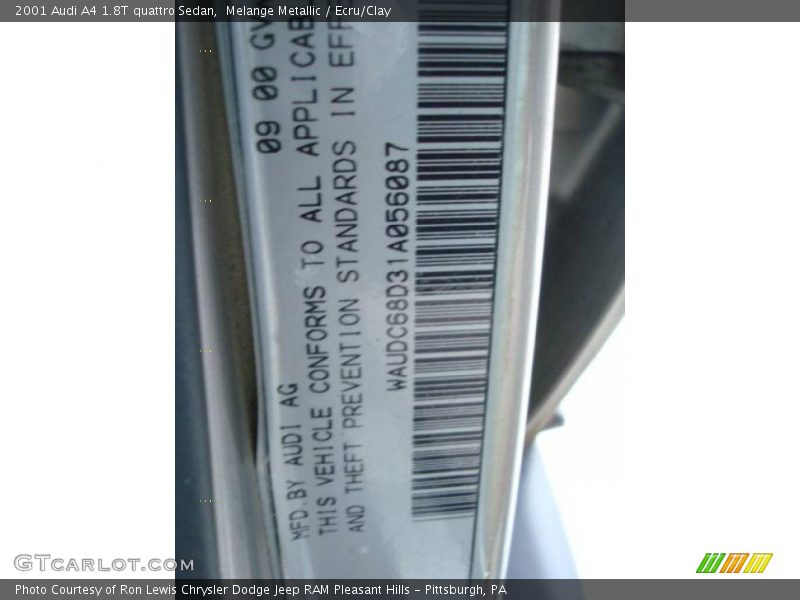 2001 Audi A4 1.8T quattro Sedan,  Melange Metallic / Ecru/Clay
MFD.BY AUDI AG 09 00
THIS VEHICLE CONFORMS TO ALL
AND THEFT PREVENTION STANDARDS IN
WAUDC68D31A056087
GTCarLot.com
Photo Courtesy of Ron Lewis Chrysler Dodge Jeep RAM Pleasant Hills – Pittsburgh, PA